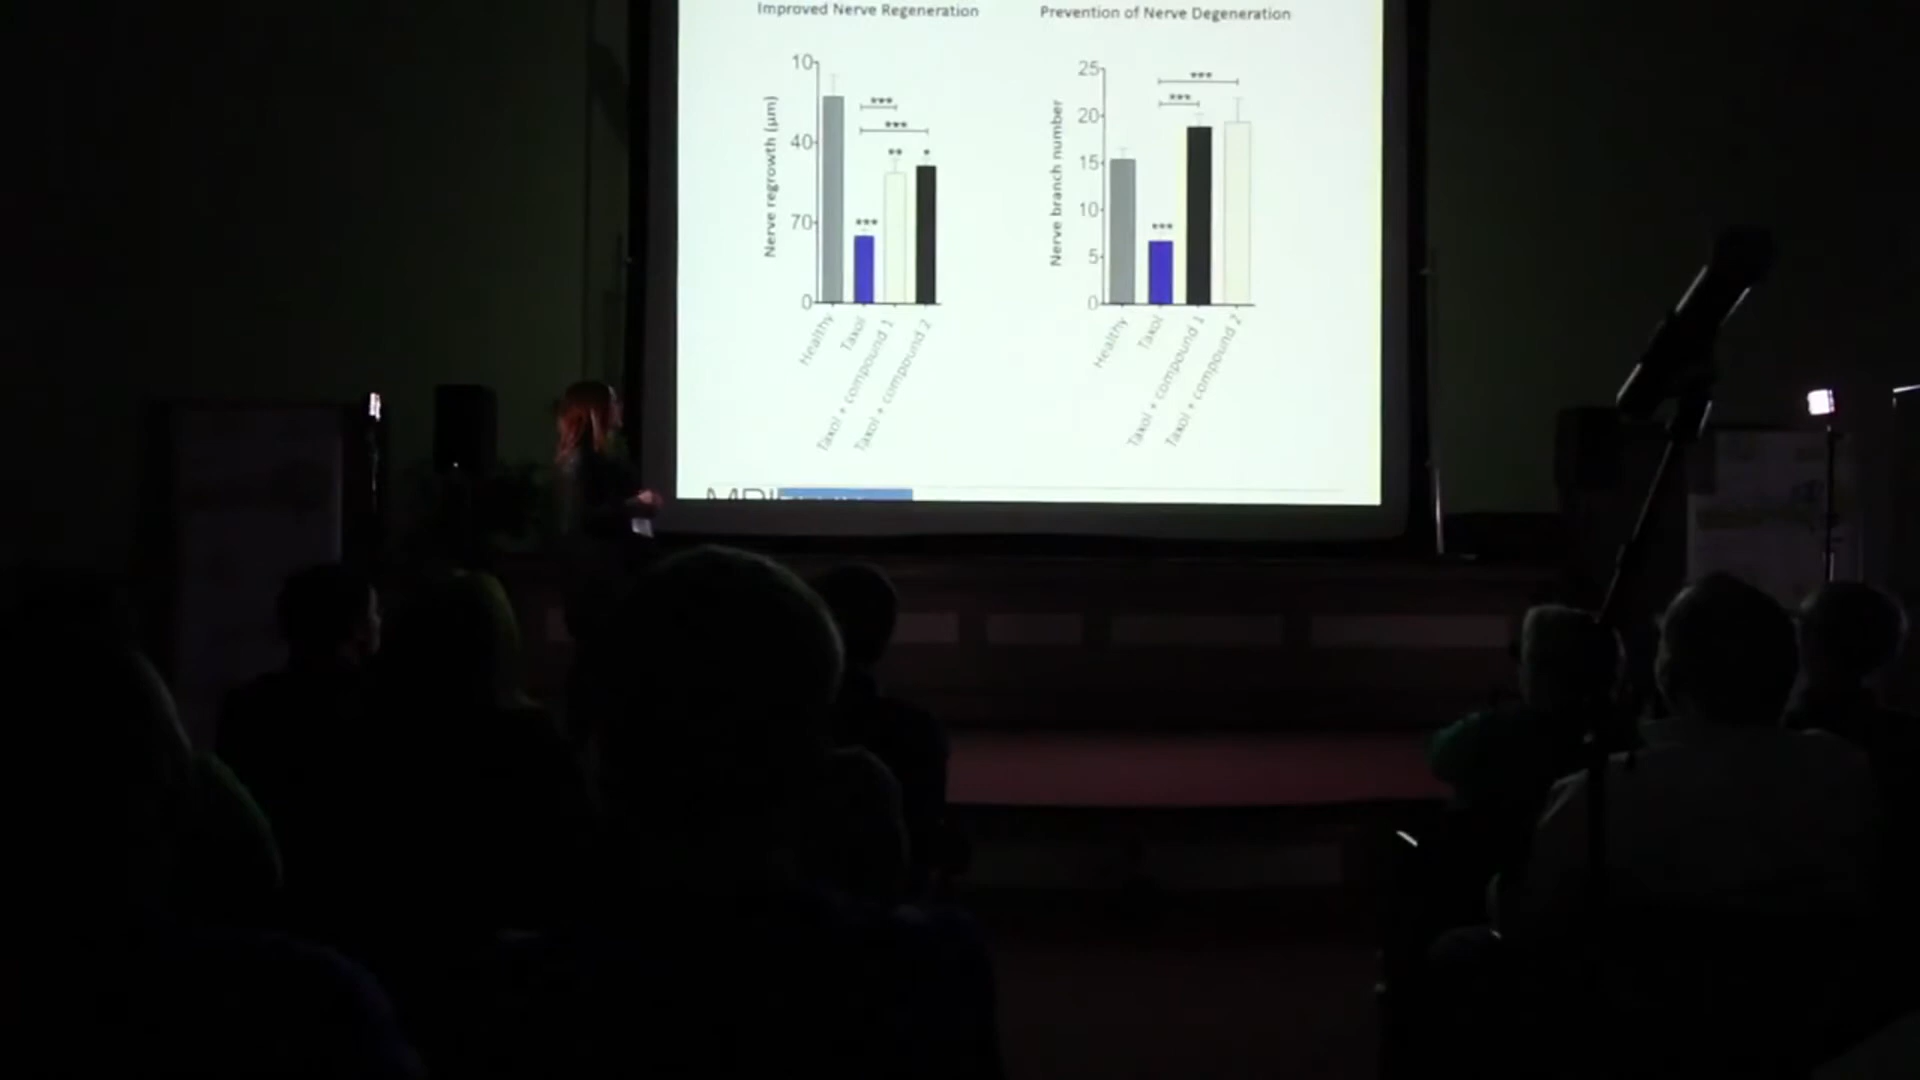 Improved Nerve Regeneration
Nerve regrowth (µm)
10
40
70
0
***
***
**
*
***
Healthy
Taxol
Taxol + compound 1
Taxol + compound 2
Prevention of Nerve Degeneration
Nerve branch number
25
20
15
10
5
0
***
***
***
Healthy
Taxol
Taxol + compound 1
Taxol + compound 2